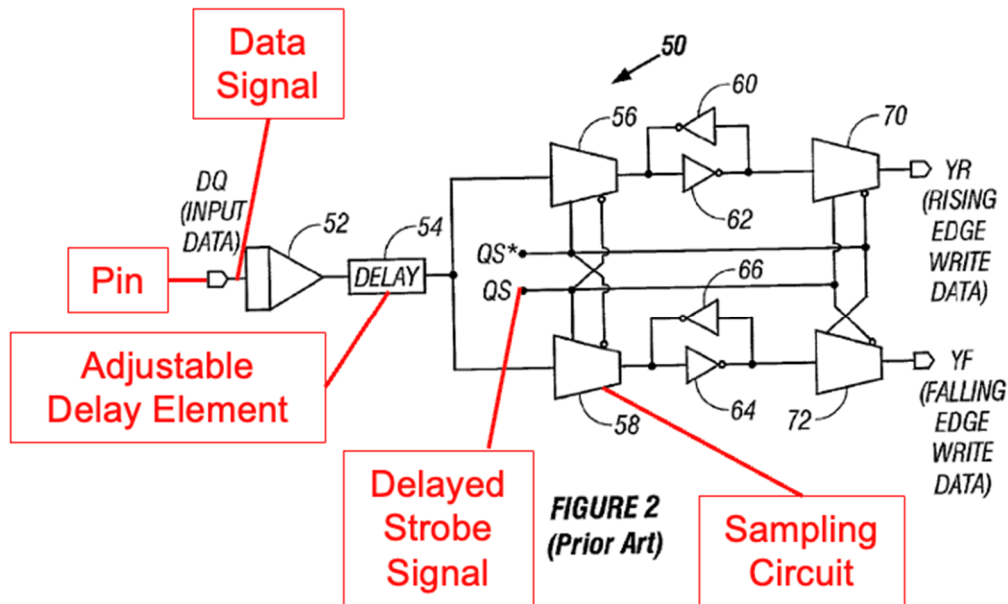 Data
Signal
50
60
56
70
DQ
(INPUT
DATA)
52
54
62
YR
(RISING
EDGE
WRITE
DATA)
Pin
DELAY
QS*
QS
66
Adjustable
Delay Element
64
58
72
YF
(FALLING
EDGE
WRITE
DATA)
Delayed
Strobe
Signal
FIGURE 2
(Prior Art)
Sampling
Circuit